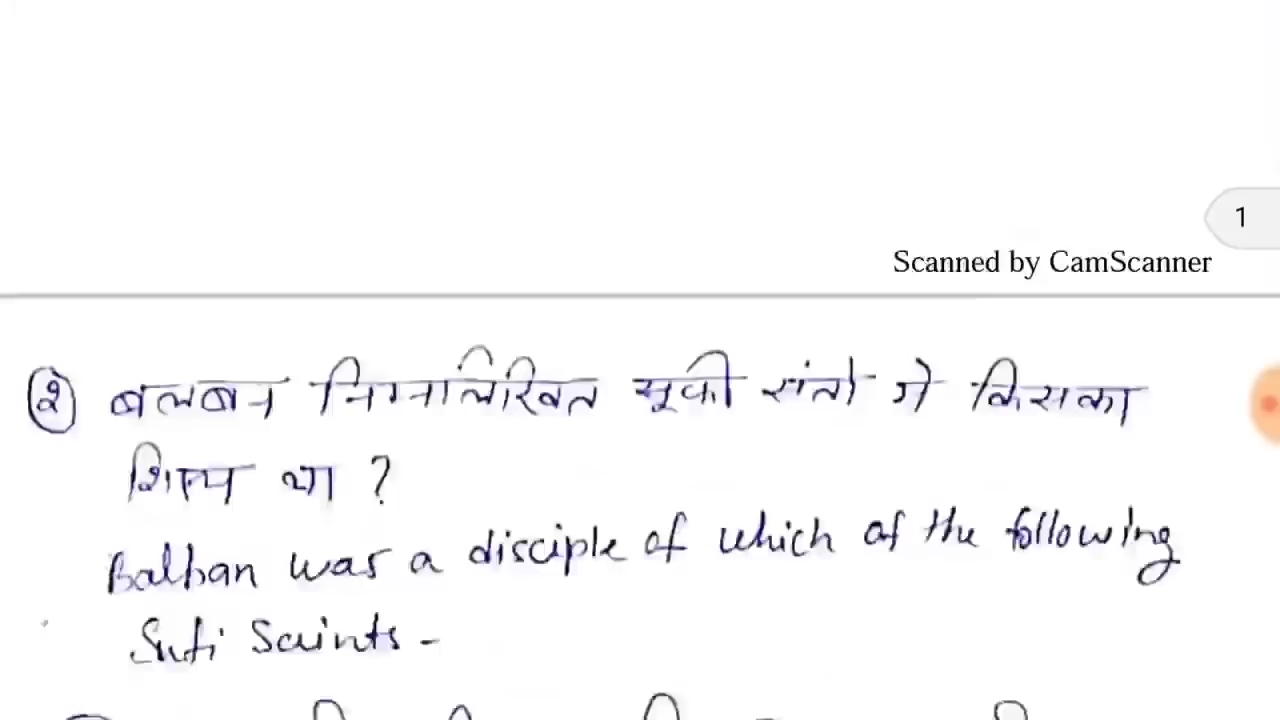 1
Scanned by CamScanner
② बलबन निम्नलिखित सूफी संतो मे किसका
शिष्य था ?
Balban was a disciple of which of the following
Sufi Saints -